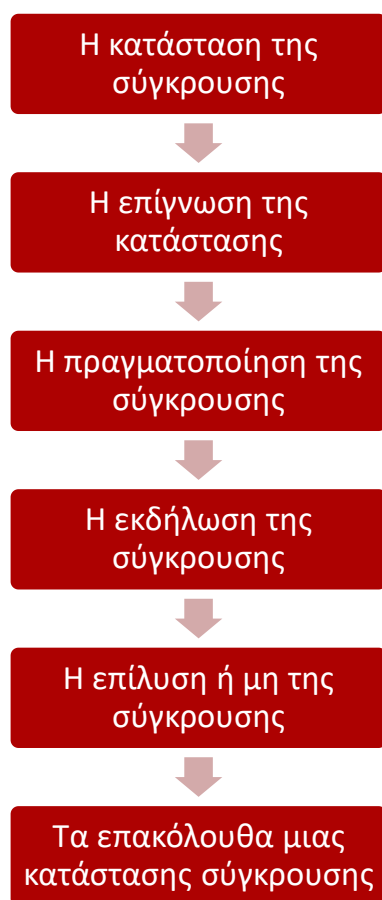 Η κατάσταση της
σύγκρουσης
Η επίγνωση της
κατάστασης
Η πραγματοποίηση της
σύγκρουσης
Η εκδήλωση της
σύγκρουσης
Η επίλυση ή μη της
σύγκρουσης
Τα επακόλουθα μιας
κατάστασης σύγκρουσης